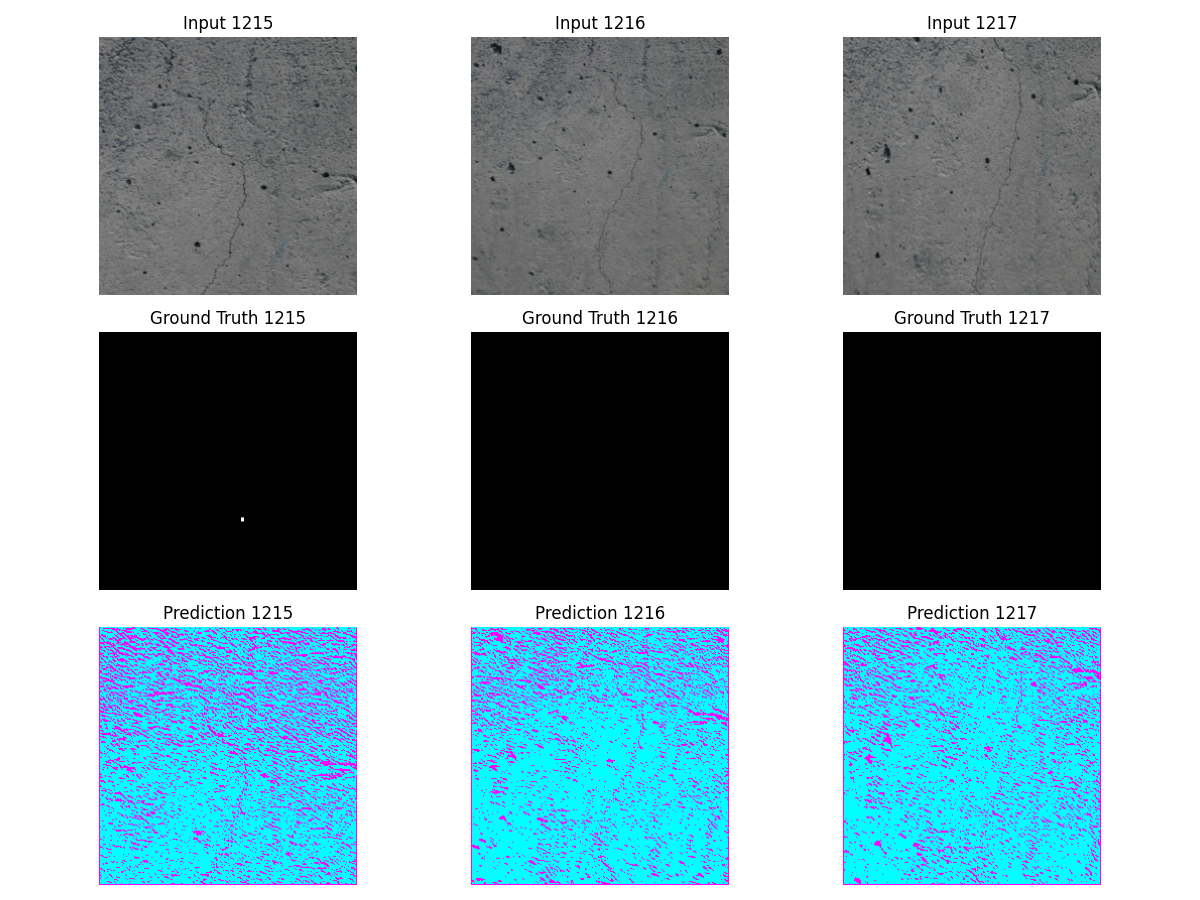 Input 1215
Input 1216
Input 1217
Ground Truth 1215
Ground Truth 1216
Ground Truth 1217
Prediction 1215
Prediction 1216
Prediction 1217